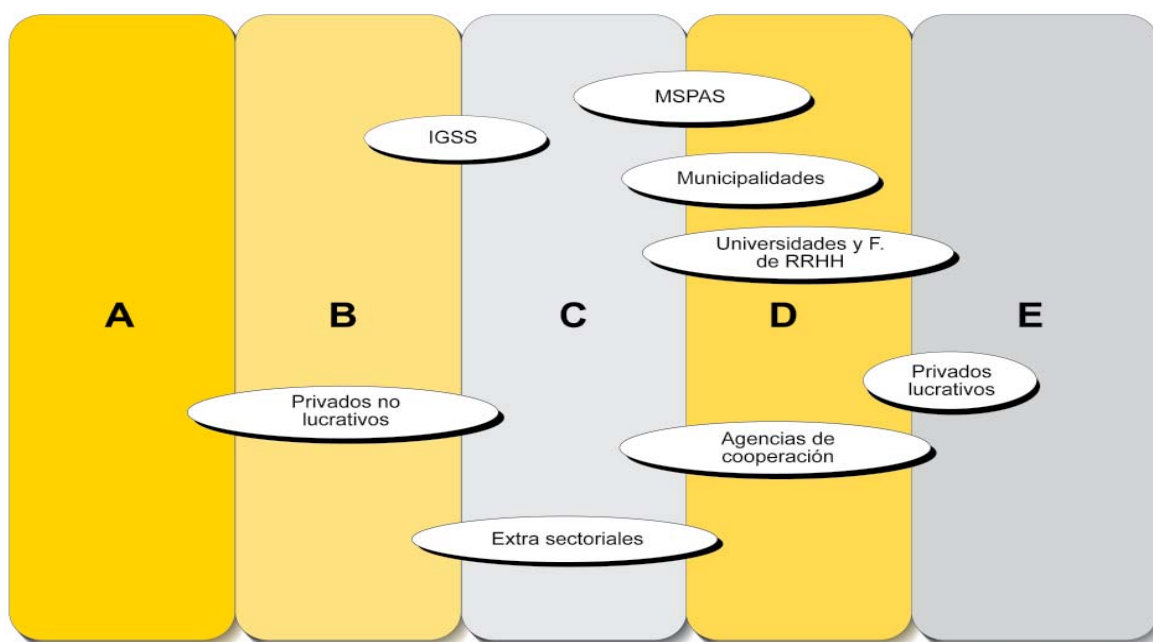 MSPAS
IGSS
Municipalidades
Universidades y F.
de RRHH
A
B
C
D
E
Privados
lucrativos
Privados no
lucrativos
Agencias de
cooperación
Extra sectoriales